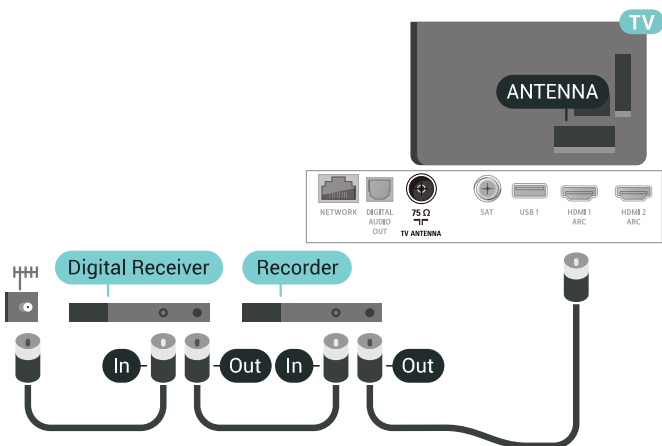 TV
ANTENNA
NETWORK
DIGITAL
AUDIO
OUT
75 Ω
TV ANTENNA
SAT
USB 1
HDMI 1
ARC
HDMI 2
ARC
Digital Receiver
Recorder
In
Out
In
Out